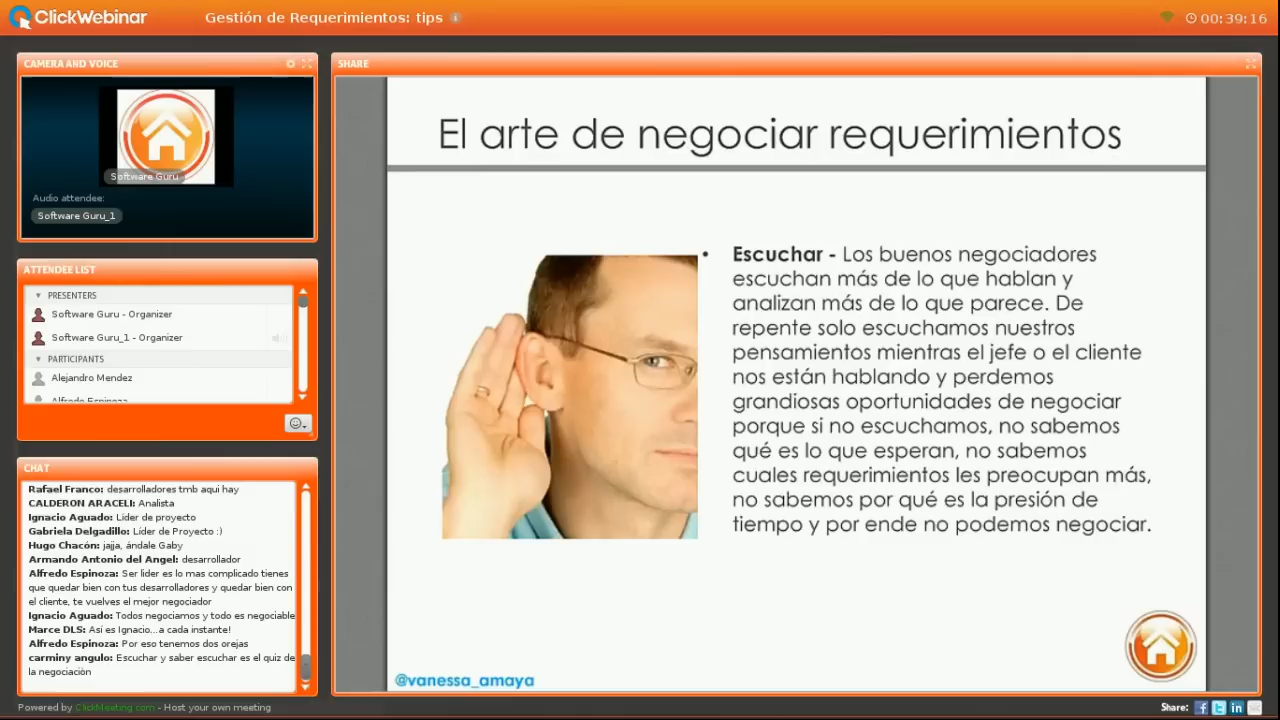 ClickWebinar
Gestión de Requerimientos: tips
00:39:16
CAMERA AND VOICE
Software Guru
Audio attendee:
Software Guru_1
ATTENDEE LIST
PRESENTERS
Software Guru - Organizer
Software Guru_1 - Organizer
PARTICIPANTS
Alejandro Mendez
Alfredo Espinoza
CHAT
Rafael Franco: desarrolladores tmb aqui hay
CALDERON ARACELI: Analista
Ignacio Aguado: Líder de proyecto
Gabriela Delgadillo: Líder de Proyecto :)
Hugo Chacón: jajja, ándale Gaby
Armando Antonio del Angel: desarrollador
Alfredo Espinoza: Ser lider es lo mas complicado tienes
que quedar bien con tus desarrolladores y quedar bien con
el cliente, te vuelves el mejor negociador
Ignacio Aguado: Todos negociamos y todo es negociable
Marce DLS: Así es Ignacio...a cada instante!
Alfredo Espinoza: Por eso tenemos dos orejas
carminy angulo: Escuchar y saber escuchar es el quiz de
la negociaciòn
SHARE
El arte de negociar requerimientos
• Escuchar - Los buenos negociadores
escuchan más de lo que hablan y
analizan más de lo que parece. De
repente solo escuchamos nuestros
pensamientos mientras el jefe o el cliente
nos están hablando y perdemos
grandiosas oportunidades de negociar
porque si no escuchamos, no sabemos
qué es lo que esperan, no sabemos
cuales requerimientos les preocupan más,
no sabemos por qué es la presión de
tiempo y por ende no podemos negociar.
@vanessa_amaya
Powered by ClickMeeting.com - Host your own meeting
Share: